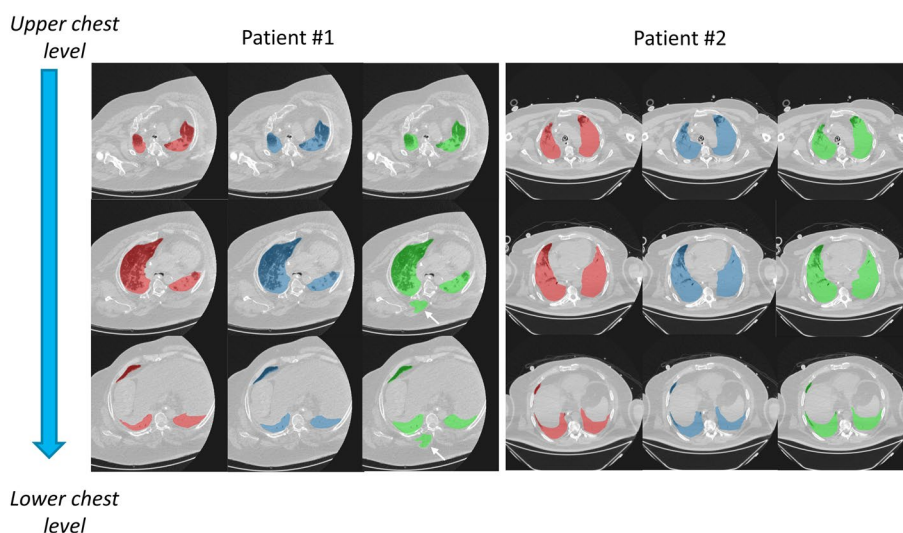 Upper chest
level
Patient #1
Patient #2
Lower chest
level